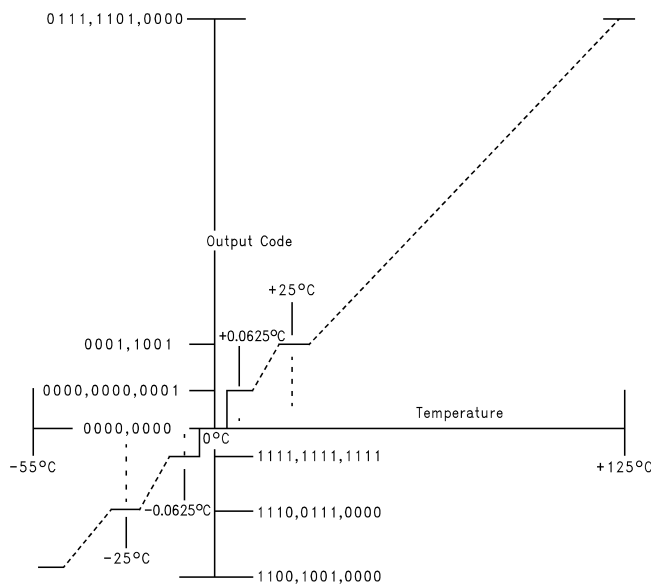 0111,1101,0000
Output Code
+25°C
+0.0625°C
0001,1001
0000,0000,0001
Temperature
0000,0000
0°C
-55°C
+125°C
1111,1111,1111
-0.0625°C
1110,0111,0000
-25°C
1100,1001,0000